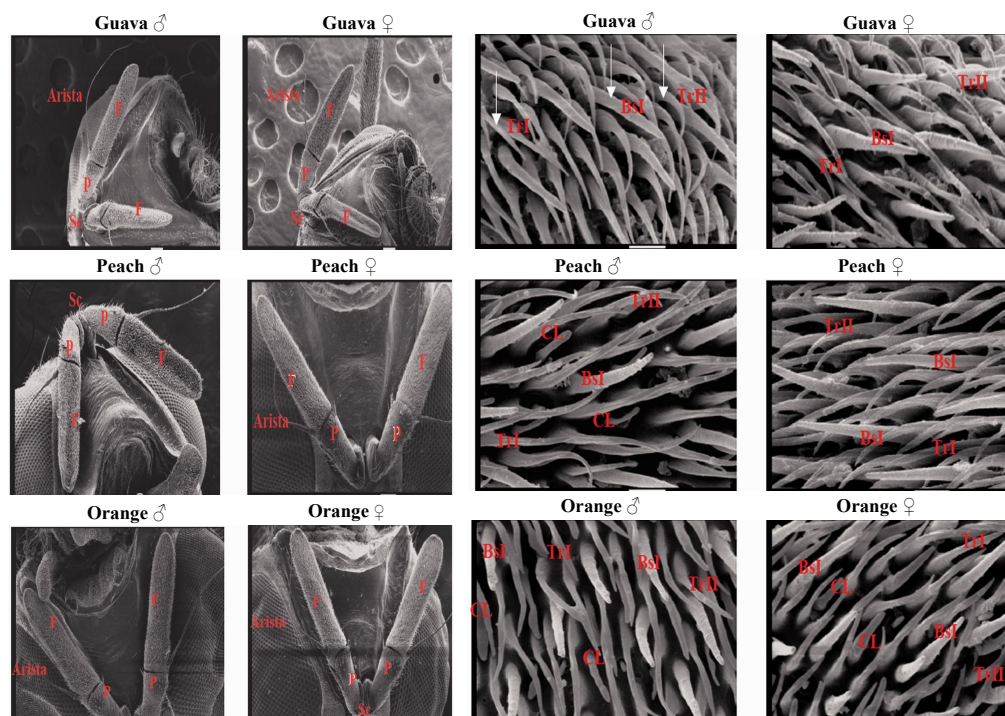 Guava ♂
Guava ♀
Guava ♂
Guava ♀
Arista
F
p
Sc
F
Arista
F
P
Sc
F
TrI
BsI
TrII
TrII
BsI
TrI
Peach ♂
Peach ♀
Peach ♂
Peach ♀
Sc
p
p
F
F
F
F
Arista
P
p
TrII
CL
BsI
CL
TrI
TrII
BsI
BsI
TrI
Orange ♂
Orange ♀
Orange ♂
Orange ♀
F
F
Arista
P
P
F
F
Arista
P
P
Sc
BsI
TrI
BsI
TrII
CL
CL
TrI
BsI
CL
BsI
CL
TrII